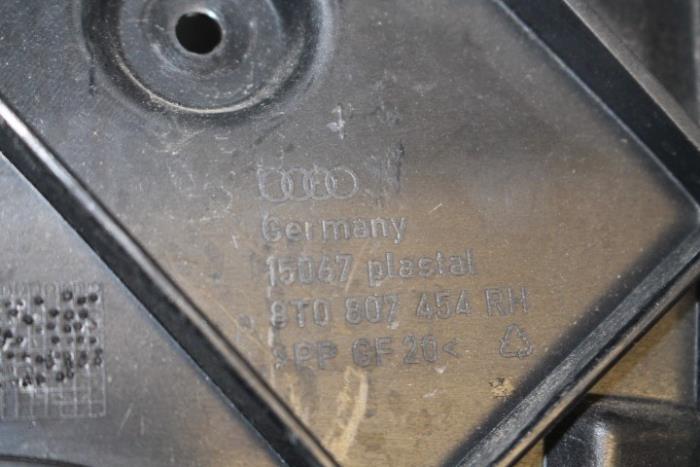 Germany
15067 plastal
8T0 807 454 RH
>PP GF 20<